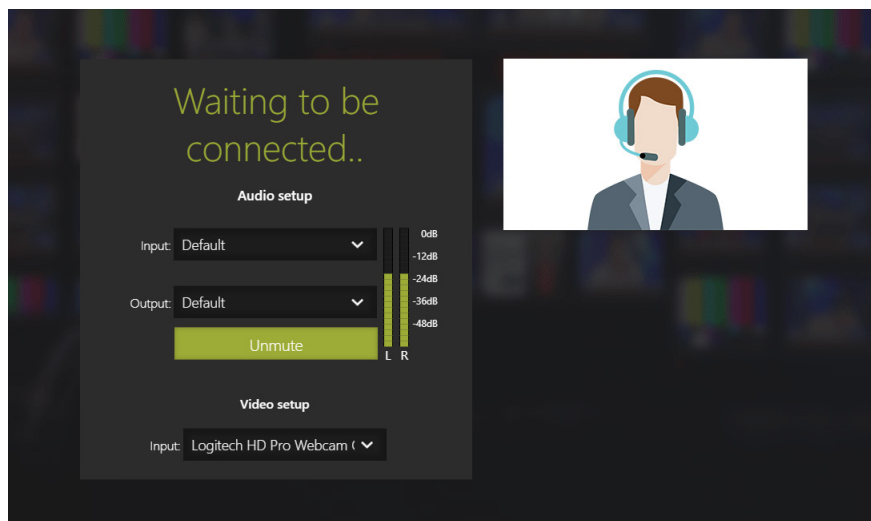 Waiting to be
connected..
Audio setup
Input: Default
0dB
-12dB
-24dB
Output: Default
-36dB
-48dB
Unmute
L R
Video setup
Input: Logitech HD Pro Webcam (